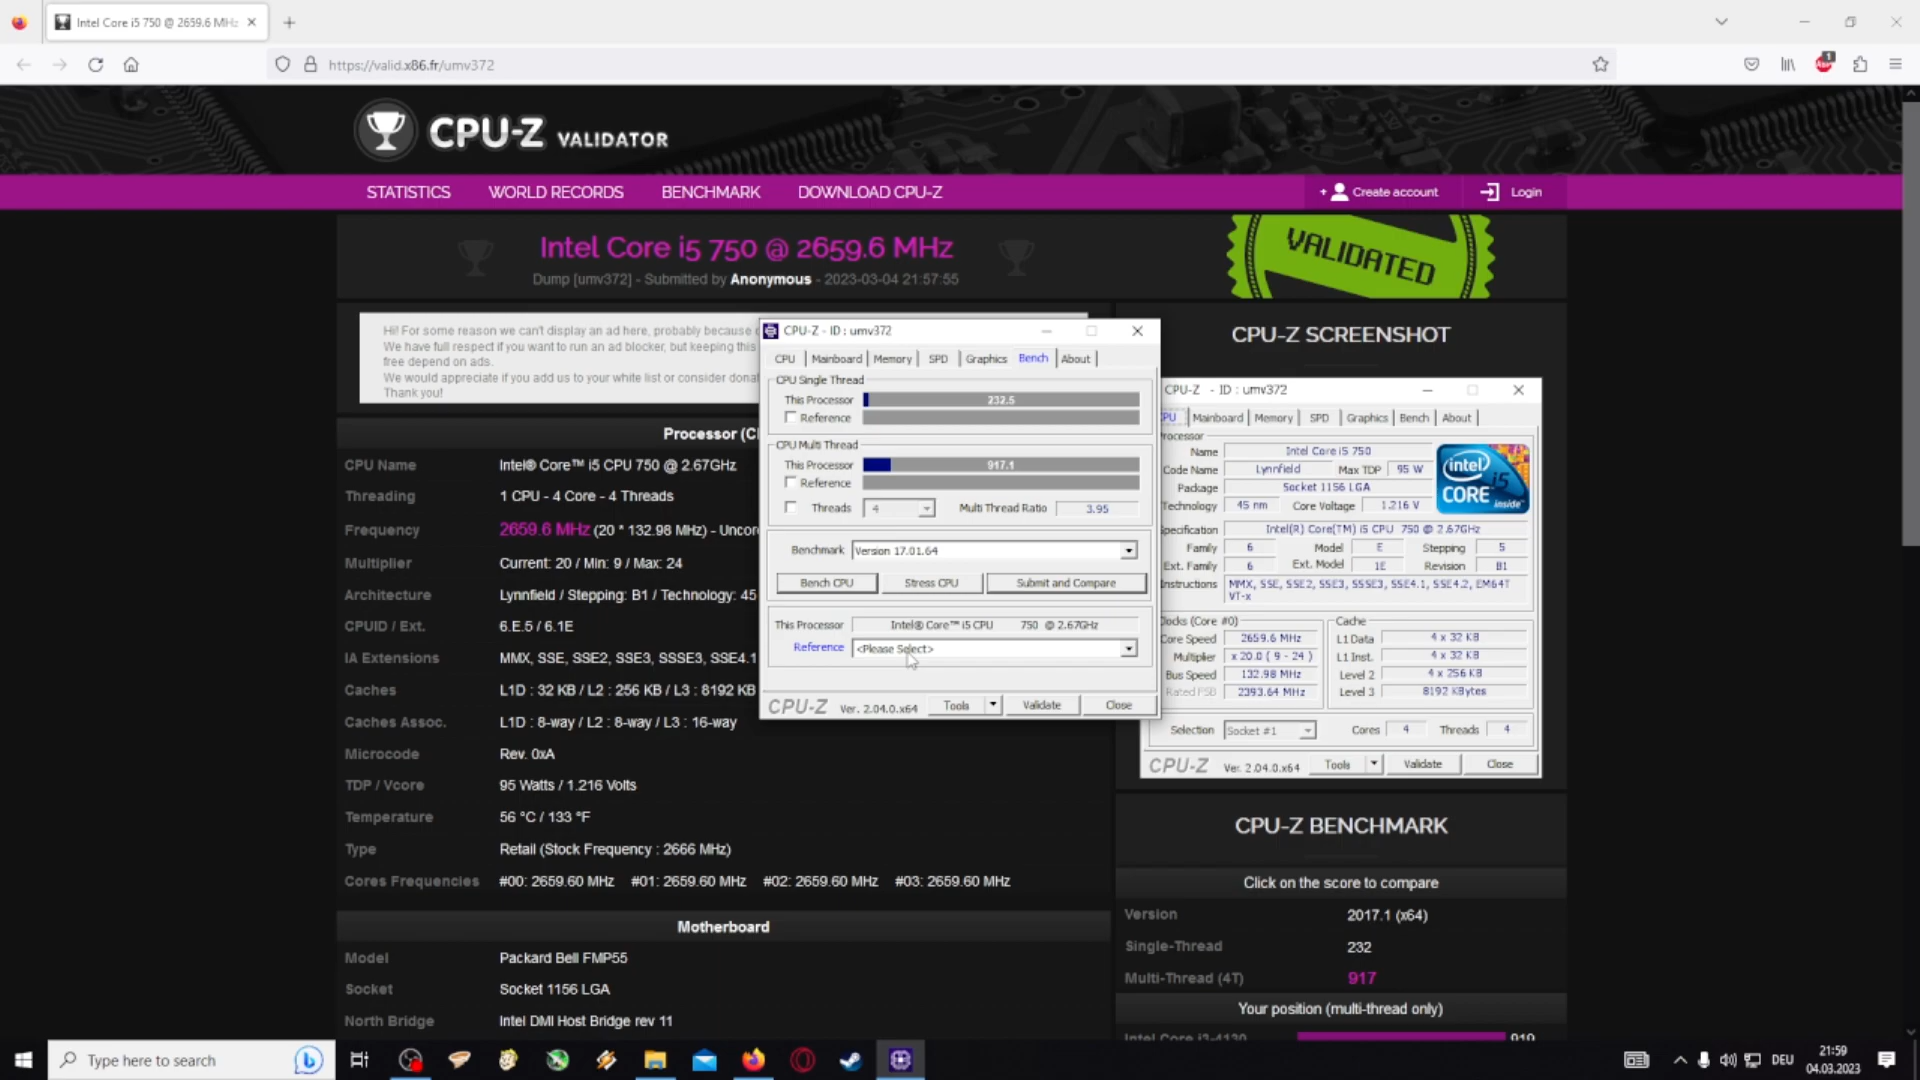 Intel Core i5 750 @ 2659.6 MHz
https://valid.x86.fr/umv372
CPU-Z VALIDATOR
STATISTICS WORLD RECORDS BENCHMARK DOWNLOAD CPU-Z + Create account Login
Intel Core i5 750 @ 2659.6 MHz
Dump [umv372] - Submitted by Anonymous - 2023-03-04 21:57:55
VALIDATED
Hi! For some reason we can't display an ad here, probably because
We have full respect if you want to run an ad blocker, but keeping this
free depend on ads.
We would appreciate if you add us to your white list or consider
Thank you!
Processor
CPU Name Intel® Core™ i5 CPU 750 @ 2.67GHz
Threading 1 CPU - 4 Core - 4 Threads
Frequency 2659.6 MHz (20 * 132.98 MHz) -
Multiplier Current: 20 / Min: 9 / Max: 24
Architecture Lynnfield / Stepping: B1 / Technology: 45
CPUID / Ext. 6.E.5 / 6.1E
IA Extensions MMX, SSE, SSE2, SSE3, SSSE3, SSE4.1
Caches L1D : 32 KB / L2 : 256 KB / L3 : 8192 KB
Caches Assoc. L1D : 8-way / L2 : 8-way / L3 : 16-way
Microcode Rev. 0xA
TDP / Vcore 95 Watts / 1.216 Volts
Temperature 56 °C / 133 °F
Type Retail (Stock Frequency : 2666 MHz)
Cores Frequencies #00: 2659.60 MHz #01: 2659.60 MHz #02: 2659.60 MHz #03: 2659.60 MHz
Motherboard
Model Packard Bell FMP55
Socket Socket 1156 LGA
North Bridge Intel DMI Host Bridge rev 11
CPU-Z - ID : umv372
CPU Mainboard Memory SPD Graphics Bench About
CPU Single Thread
This Processor 232.5
Reference
CPU Multi Thread
This Processor 917.1
Reference
Threads 4 Multi Thread Ratio 3.95
Benchmark Version 17.01.64
Bench CPU Stress CPU Submit and Compare
This Processor Intel® Core™ i5 CPU 750 @ 2.67GHz
Reference <Please Select>
CPU-Z Ver. 2.04.0.x64 Tools Validate Close
CPU-Z SCREENSHOT
CPU-Z - ID : umv372
Mainboard Memory SPD Graphics Bench About
Name Intel Core i5 750
Code Name Lynnfield Max TDP 95 W
Package Socket 1156 LGA
45 nm Core Voltage 1.216 V
intel CORE i5 inside
Intel(R) Core(TM) i5 CPU 750 @ 2.67GHz
Family 6 Model E Stepping 5
Ext. Family 6 Ext. Model 1E Revision B1
MMX, SSE, SSE2, SSE3, SSSE3, SSE4.1, SSE4.2, EM64T
VT-x
Clocks (Core #0) Cache
Core Speed 2659.6 MHz L1 Data 4 x 32 KB
Multiplier x 20.0 ( 9 - 24 ) L1 Inst. 4 x 32 KB
Bus Speed 132.98 MHz Level 2 4 x 256 KB
Rated FSB 2393.64 MHz Level 3 8192 KBytes
Selection Socket #1 Cores 4 Threads 4
CPU-Z Ver. 2.04.0.x64 Tools Validate Close
CPU-Z BENCHMARK
Click on the score to compare
Version 2017.1 (x64)
Single-Thread 232
Multi-Thread (4T) 917
Your position (multi-thread only)
Intel Core i3-4130 919
Type here to search
DEU
21:59
04.03.2023